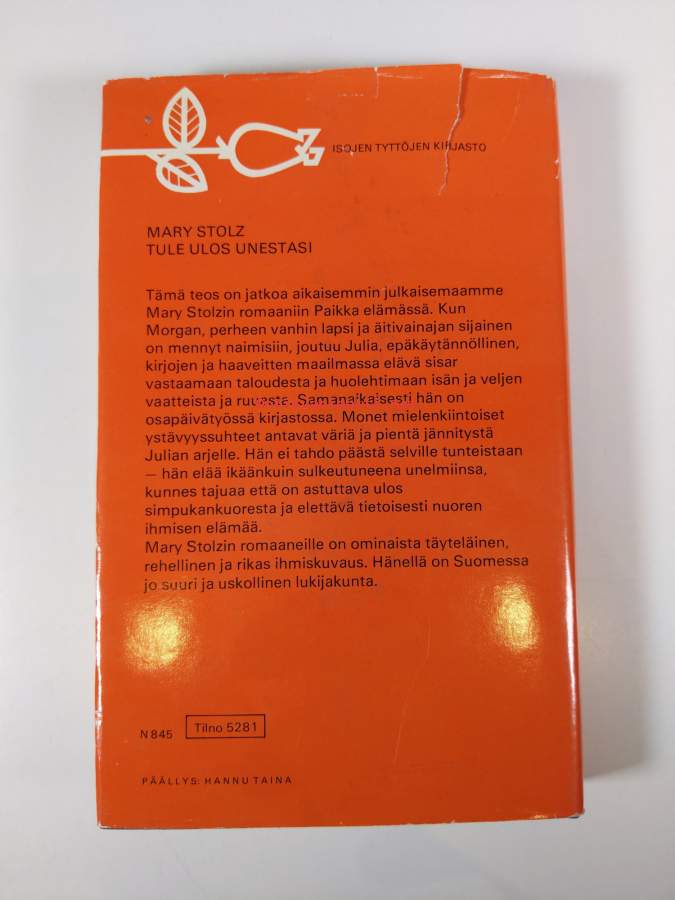 ISOJEN TYTTÖJEN KIRJASTO
MARY STOLZ
TULE ULOS UNESTASI
Tämä teos on jatkoa aikaisemmin julkaisemaamme
Mary Stolzin romaaniin Paikka elämässä. Kun
Morgan, perheen vanhin lapsi ja äitivainajan sijainen
on mennyt naimisiin, joutuu Julia, epäkäytännöllinen,
kirjojen ja haaveitten maailmassa elävä sisar
vastaamaan taloudesta ja huolehtimaan isän ja veljen
vaatteista ja ruuasta. Samanaikaisesti hän on
osapäivätyössä kirjastossa. Monet mielenkiintoiset
ystävyyssuhteet antavat väriä ja pientä jännitystä
Julian arjelle. Hän ei tahdo päästä selville tunteistaan
— hän elää ikäänkuin sulkeutuneena unelmiinsa,
kunnes tajuaa että on astuttava ulos
simpukankuoresta ja elettävä tietoisesti nuoren
ihmisen elämää.
Mary Stolzin romaaneille on ominaista täyteläinen,
rehellinen ja rikas ihmiskuvaus. Hänellä on Suomessa
jo suuri ja uskollinen lukijakunta.
N 845 Tilno 5281
PÄÄLLYS: HANNU TAINA